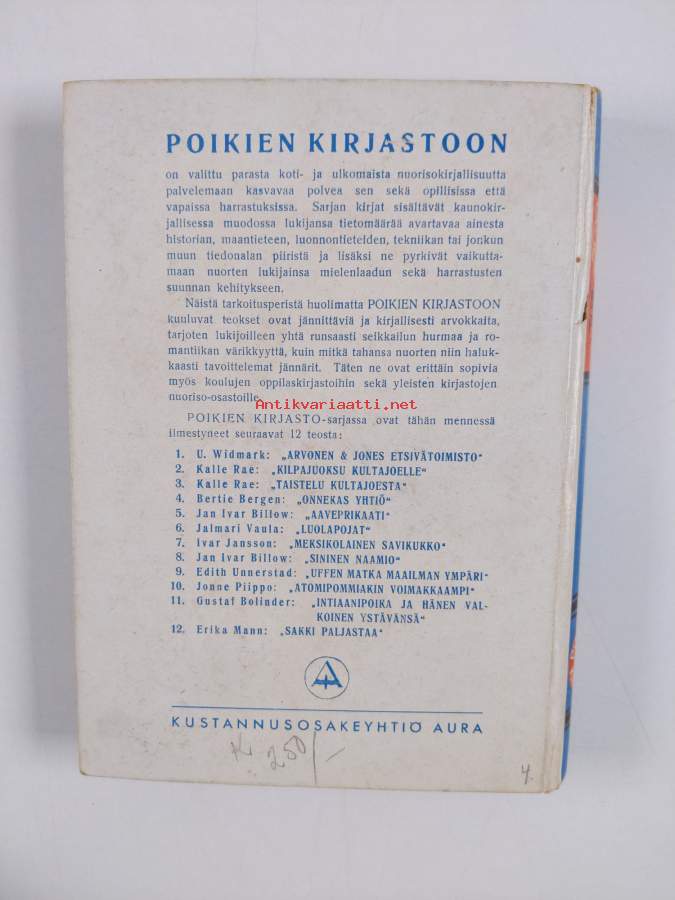 POIKIEN KIRJASTOON
on valittu parasta koti- ja ulkomaista nuorisokirjallisuutta
palvelemaan kasvavaa polvea sen sekä opillisissa että
vapaissa harrastuksissa. Sarjan kirjat sisältävät kaunokir-
jallisessa muodossa lukijansa tietomäärää avartavaa ainesta
historian, maantieteen, luonnontieteiden, tekniikan tai jonkun
muun tiedonalan piiristä ja lisäksi ne pyrkivät vaikutta-
maan nuorten lukijainsa mielenlaadun sekä harrastusten
suunnan kehitykseen.
Näistä tarkoitusperistä huolimatta POIKIEN KIRJASTOON
kuuluvat teokset ovat jännittäviä ja kirjallisesti arvokkaita,
tarjoten lukijoilleen yhtä runsaasti seikkailun hurmaa ja ro-
mantiikan värikkyyttä, kuin mitkä tahansa nuorten niin haluk-
kaasti tavoittelemat jännärit. Täten ne ovat erittäin sopivia
myös koulujen oppilaskirjastoihin sekä yleisten kirjastojen
nuoriso-osastoille.
Antikvariaatti.net
POIKIEN KIRJASTO-sarjassa ovat tähän mennessä
ilmestyneet seuraavat 12 teosta:
1. U. Widmark: „ARVONEN & JONES ETSIVÄTOIMISTO“
2. Kalle Rae: „KILPAJUOKSU KULTAJOELLE“
3. Kalle Rae: „TAISTELU KULTAJOESTA“
4. Bertie Bergen: „ONNEKAS YHTIÖ“
5. Jan Ivar Billow: „AAVEPRIKAATI“
6. Jalmari Vaula: „LUOLAPOJAT“
7. Ivar Jansson: „MEKSIKOLAINEN SAVIKUKKO“
8. Jan Ivar Billow: „SININEN NAAMIO“
9. Edith Unnerstad: „UFFEN MATKA MAAILMAN YMPÄRI“
10. Jonne Piippo: „ATOMIPOMMIAKIN VOIMAKKAAMPI“
11. Gustaf Bolinder: „INTIAANIPOIKA JA HÄNEN VAL-
KOINEN YSTÄVÄNSÄ“
12. Erika Mann: „SAKKI PALJASTAA“
A
KUSTANNUSOSAKEYHTIÖ AURA
K 250/-
4.